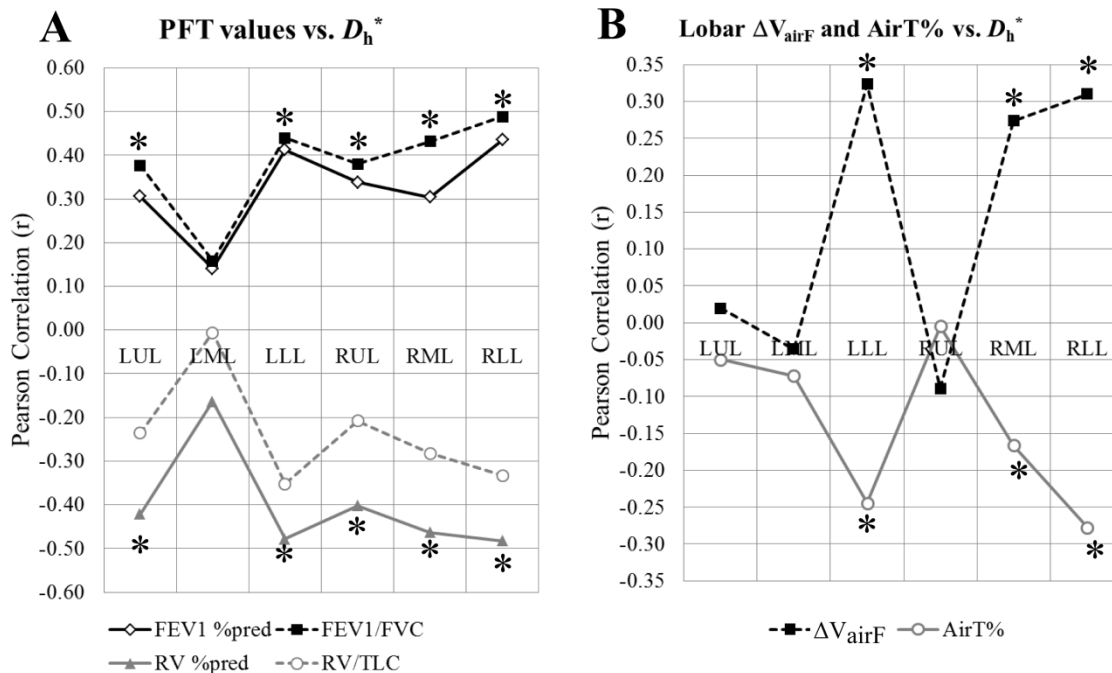 A PFT values vs. Dh*
0.60
0.50
0.40
0.30
0.20
0.10
0.00
-0.10
-0.20
-0.30
-0.40
-0.50
-0.60
Pearson Correlation (r)
LUL LML LLL RUL RML RLL
* * * * *
* * * * *
FEV1 %pred FEV1/FVC
RV %pred RV/TLC
B Lobar ΔVairF and AirT% vs. Dh*
0.35
0.30
0.25
0.20
0.15
0.10
0.05
0.00
-0.05
-0.10
-0.15
-0.20
-0.25
-0.30
-0.35
Pearson Correlation (r)
LUL LML LLL RUL RML RLL
* * *
* * *
ΔVairF AirT%